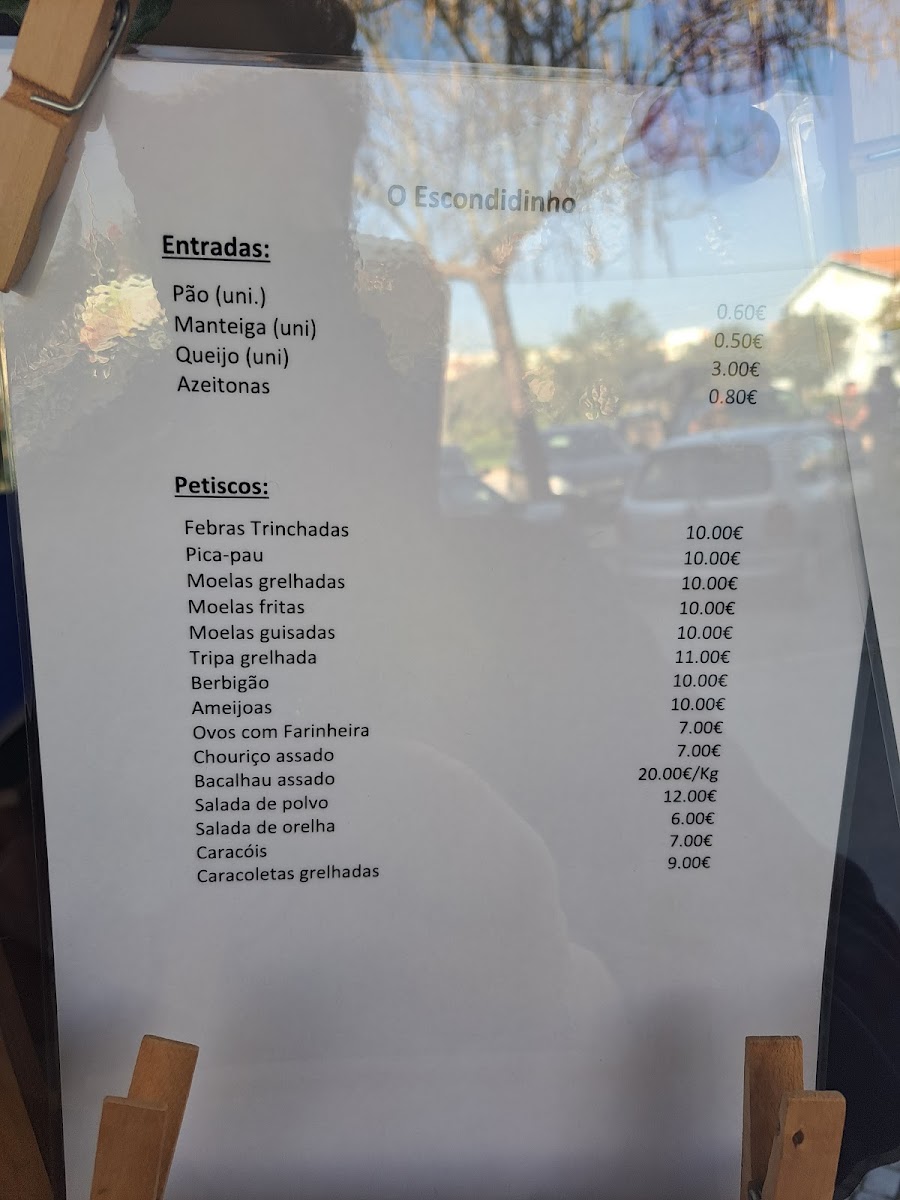 O Escondidinho
Entradas:
Pão (uni.) 0.60€
Manteiga (uni) 0.50€
Queijo (uni) 3.00€
Azeitonas 0.80€
Petiscos:
Febras Trinchadas 10.00€
Pica-pau 10.00€
Moelas grelhadas 10.00€
Moelas fritas 10.00€
Moelas guisadas 10.00€
Tripa grelhada 11.00€
Berbigão 10.00€
Ameijoas 10.00€
Ovos com Farinheira 7.00€
Chouriço assado 7.00€
Bacalhau assado 20.00€/Kg
Salada de polvo 12.00€
Salada de orelha 6.00€
Caracóis 7.00€
Caracoletas grelhadas 9.00€